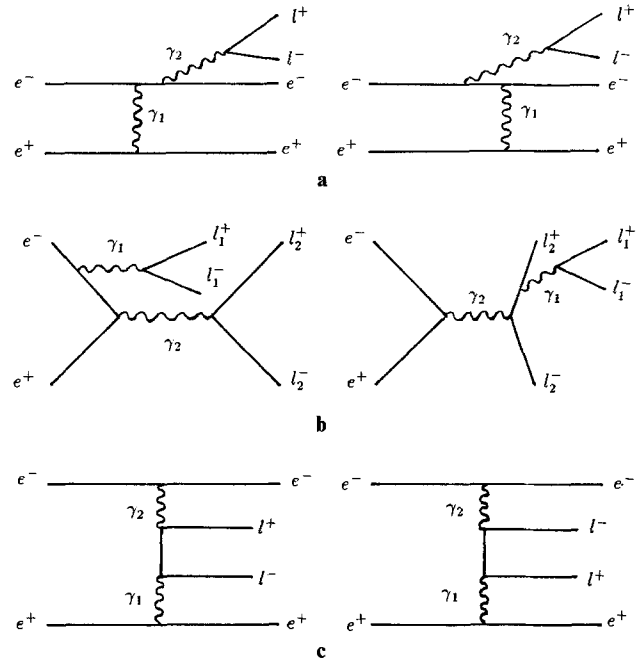 l⁺ l⁺
γ₂ l⁻ γ₂ l⁻
e⁻ e⁻ e⁻ e⁻
γ₁ γ₁
e⁺ e⁺ e⁺ e⁺
a
e⁻ γ₁ l₁⁺ l₂⁺ e⁻ l₂⁺ l₁⁺
l₁⁻ γ₂ γ₁ l₁⁻
γ₂
e⁺ l₂⁻ e⁺ l₂⁻
b
e⁻ e⁻ e⁻ e⁻
γ₂ l⁺ γ₂ l⁻
γ₁ l⁻ γ₁ l⁺
e⁺ e⁺ e⁺ e⁺
c